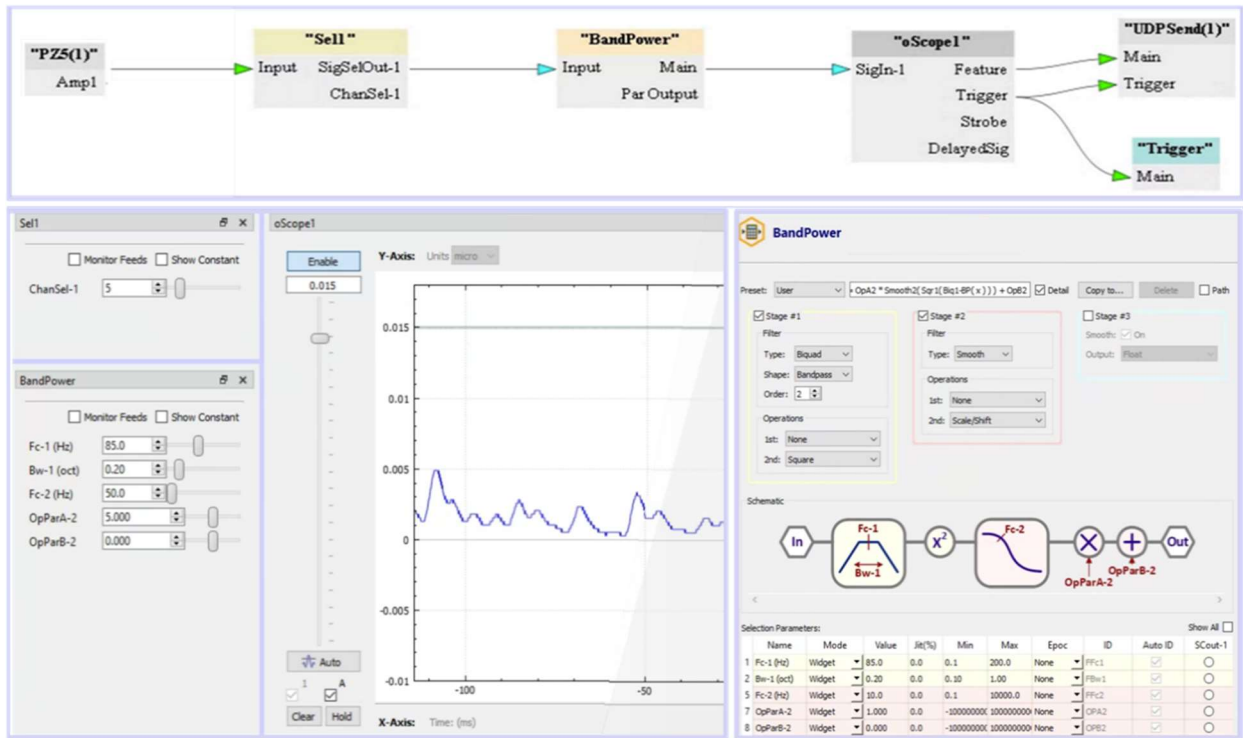 "PZ5(1)"
Amp1
"Sel1"
Input SigSelOut-1
ChanSel-1
"BandPower"
Input Main
Par Output
"oScope1"
SigIn-1 Feature
Trigger
Strobe
DelayedSig
"UDPSend(1)"
Main
Trigger
"Trigger"
Main
Sel1
Monitor Feeds Show Constant
ChanSel-1 5
BandPower
Monitor Feeds Show Constant
Fc-1 (Hz) 85.0
Bw-1 (oct) 0.20
Fc-2 (Hz) 50.0
OpParA-2 5.000
OpParB-2 0.000
oScope1
Enable
0.015
Auto
1 A
Clear Hold
Y-Axis: Units micro
0.015
0.01
0.005
0
-0.005
-0.01
-100 -50
X-Axis: Time: (ms)
BandPower
Preset: User OpA2 * Smooth2( Sqr1( Biq1-BP( x ) ) ) + OpB2 Detail Copy to... Delete Path
Stage #1
Filter
Type: Biquad
Shape: Bandpass
Order: 2
Operations
1st: None
2nd: Square
Stage #2
Filter
Type: Smooth
Operations
1st: None
2nd: Scale/Shift
Stage #3
Smooth: On
Output: Float
Schematic
In Fc-1 Bw-1 X² Fc-2 × + Out
OpParA-2 OpParB-2
Selection Parameters: Show All
Name Mode Value Jit(%) Min Max Epoc ID Auto ID SCout-1
1 Fc-1 (Hz) Widget 85.0 0.0 0.1 200.0 None PFc1
2 Bw-1 (oct) Widget 0.20 0.0 0.10 1.00 None PBw1
5 Fc-2 (Hz) Widget 10.0 0.0 0.1 10000.0 None PFc2
7 OpParA-2 Widget 1.000 0.0 None OPA2
8 OpParB-2 Widget 0.000 0.0 None OPB2